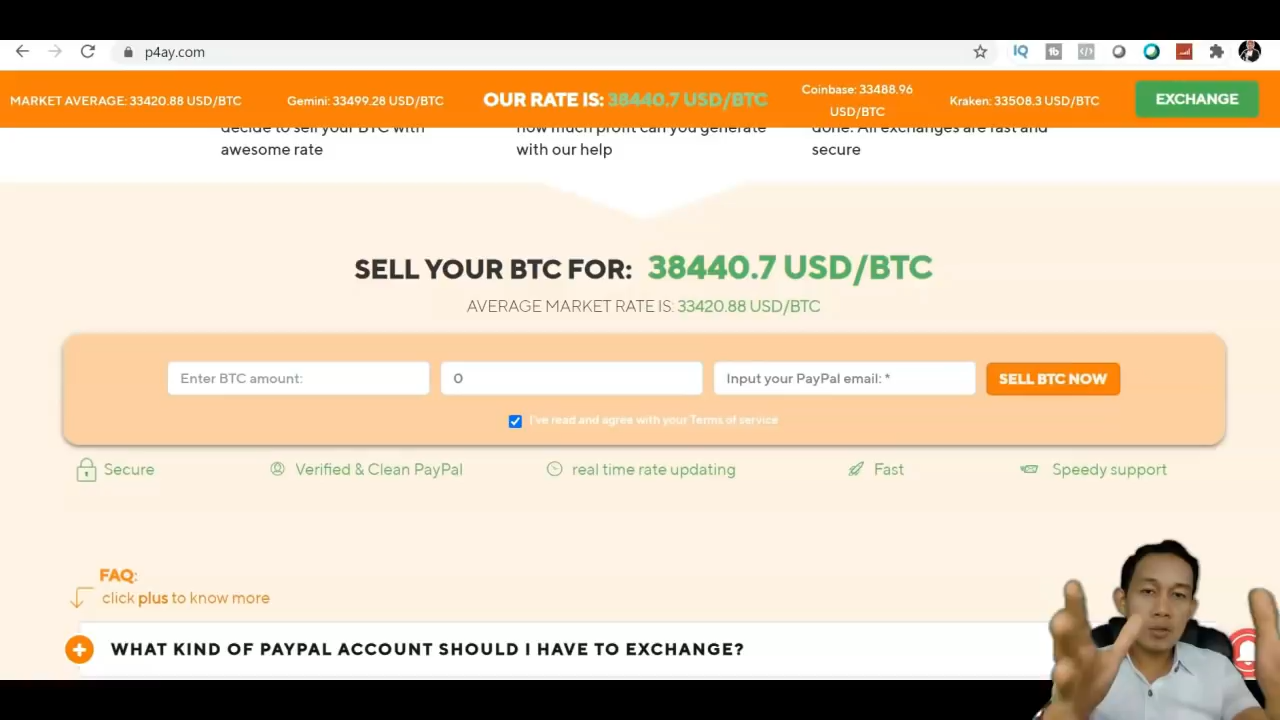 p4ay.com
IQ
tb
MARKET AVERAGE: 33420.88 USD/BTC
Gemini: 33499.28 USD/BTC
OUR RATE IS: 38440.7 USD/BTC
Coinbase: 33488.96
USD/BTC
Kraken: 33508.3 USD/BTC
EXCHANGE
decide to sell your BTC with
awesome rate
how much profit can you generate
with our help
done. All exchanges are fast and
secure
SELL YOUR BTC FOR: 38440.7 USD/BTC
AVERAGE MARKET RATE IS: 33420.88 USD/BTC
Enter BTC amount:
0
Input your PayPal email: *
SELL BTC NOW
I've read and agree with your Terms of service
Secure
Verified & Clean PayPal
real time rate updating
Fast
Speedy support
FAQ:
click plus to know more
WHAT KIND OF PAYPAL ACCOUNT SHOULD I HAVE TO EXCHANGE?